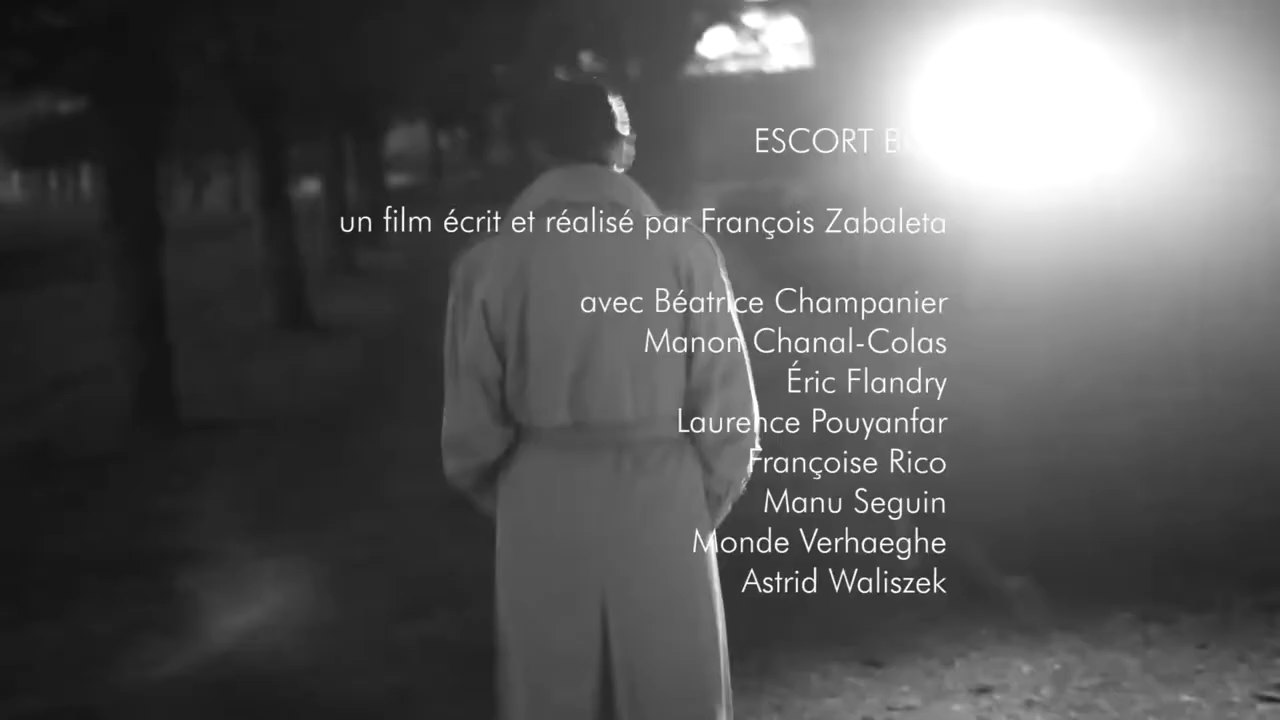 ESCORT
un film écrit et réalisé par François Zabaleta
avec Béatrice Champanier
Manon Chanal-Colas
Éric Flandry
Laurence Pouyanfar
Françoise Rico
Manu Seguin
Monde Verhaeghe
Astrid Waliszek